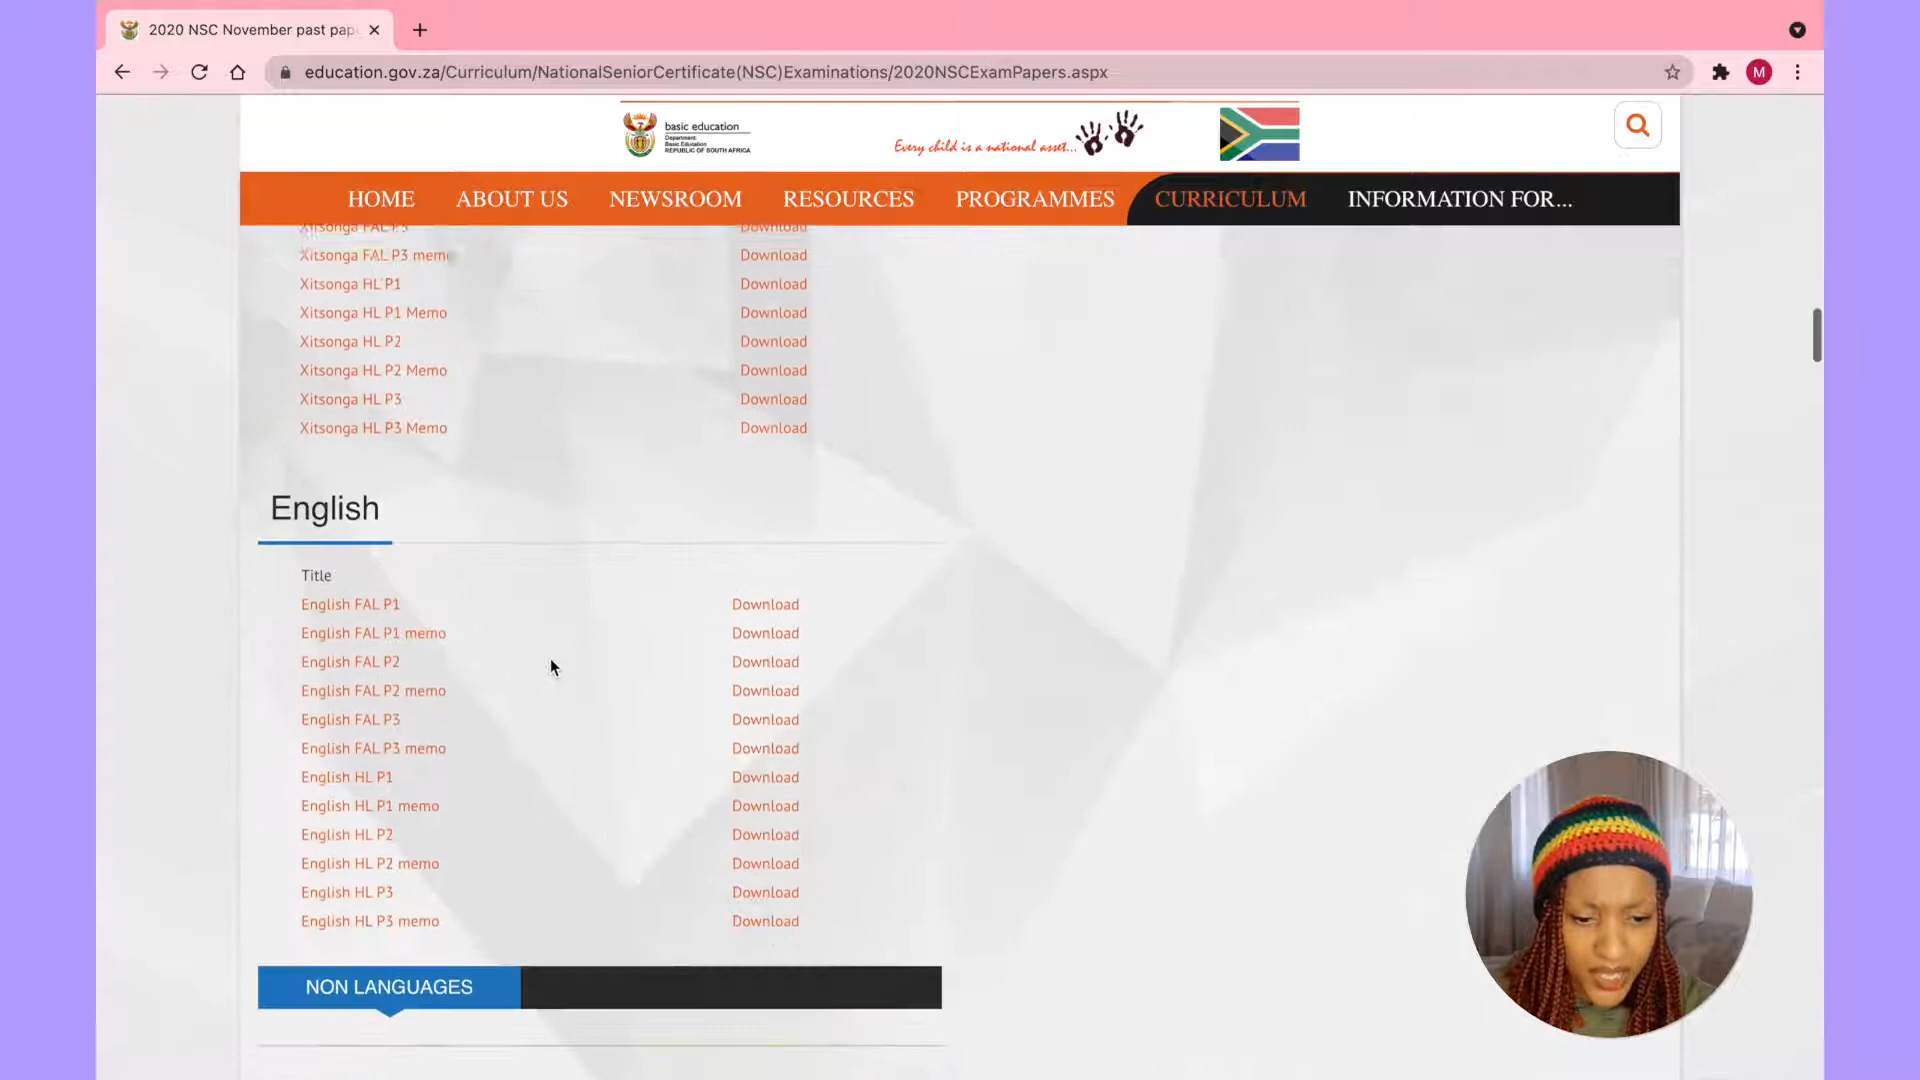 2020 NSC November past pap
education.gov.za/Curriculum/NationalSeniorCertificate(NSC)Examinations/2020NSCExamPapers.aspx
M
basic education
Department:
Basic Education
REPUBLIC OF SOUTH AFRICA
Every child is a national asset...
HOME ABOUT US NEWSROOM RESOURCES PROGRAMMES CURRICULUM INFORMATION FOR...
Xitsonga FAL P3 Download
Xitsonga FAL P3 memo Download
Xitsonga HL P1 Download
Xitsonga HL P1 Memo Download
Xitsonga HL P2 Download
Xitsonga HL P2 Memo Download
Xitsonga HL P3 Download
Xitsonga HL P3 Memo Download
English
Title
English FAL P1 Download
English FAL P1 memo Download
English FAL P2 Download
English FAL P2 memo Download
English FAL P3 Download
English FAL P3 memo Download
English HL P1 Download
English HL P1 memo Download
English HL P2 Download
English HL P2 memo Download
English HL P3 Download
English HL P3 memo Download
NON LANGUAGES